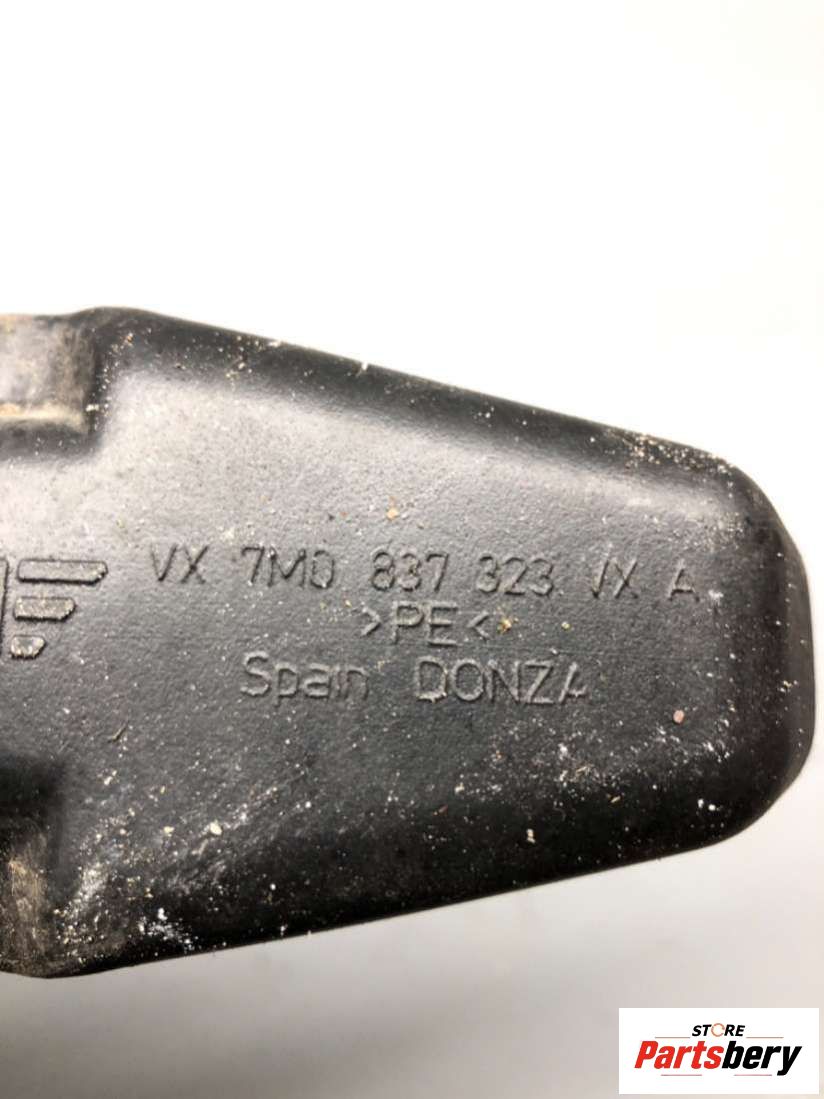 VX 7M0 837 323 VX A
>PE<
Spain DONZA
STORE
Partsbery